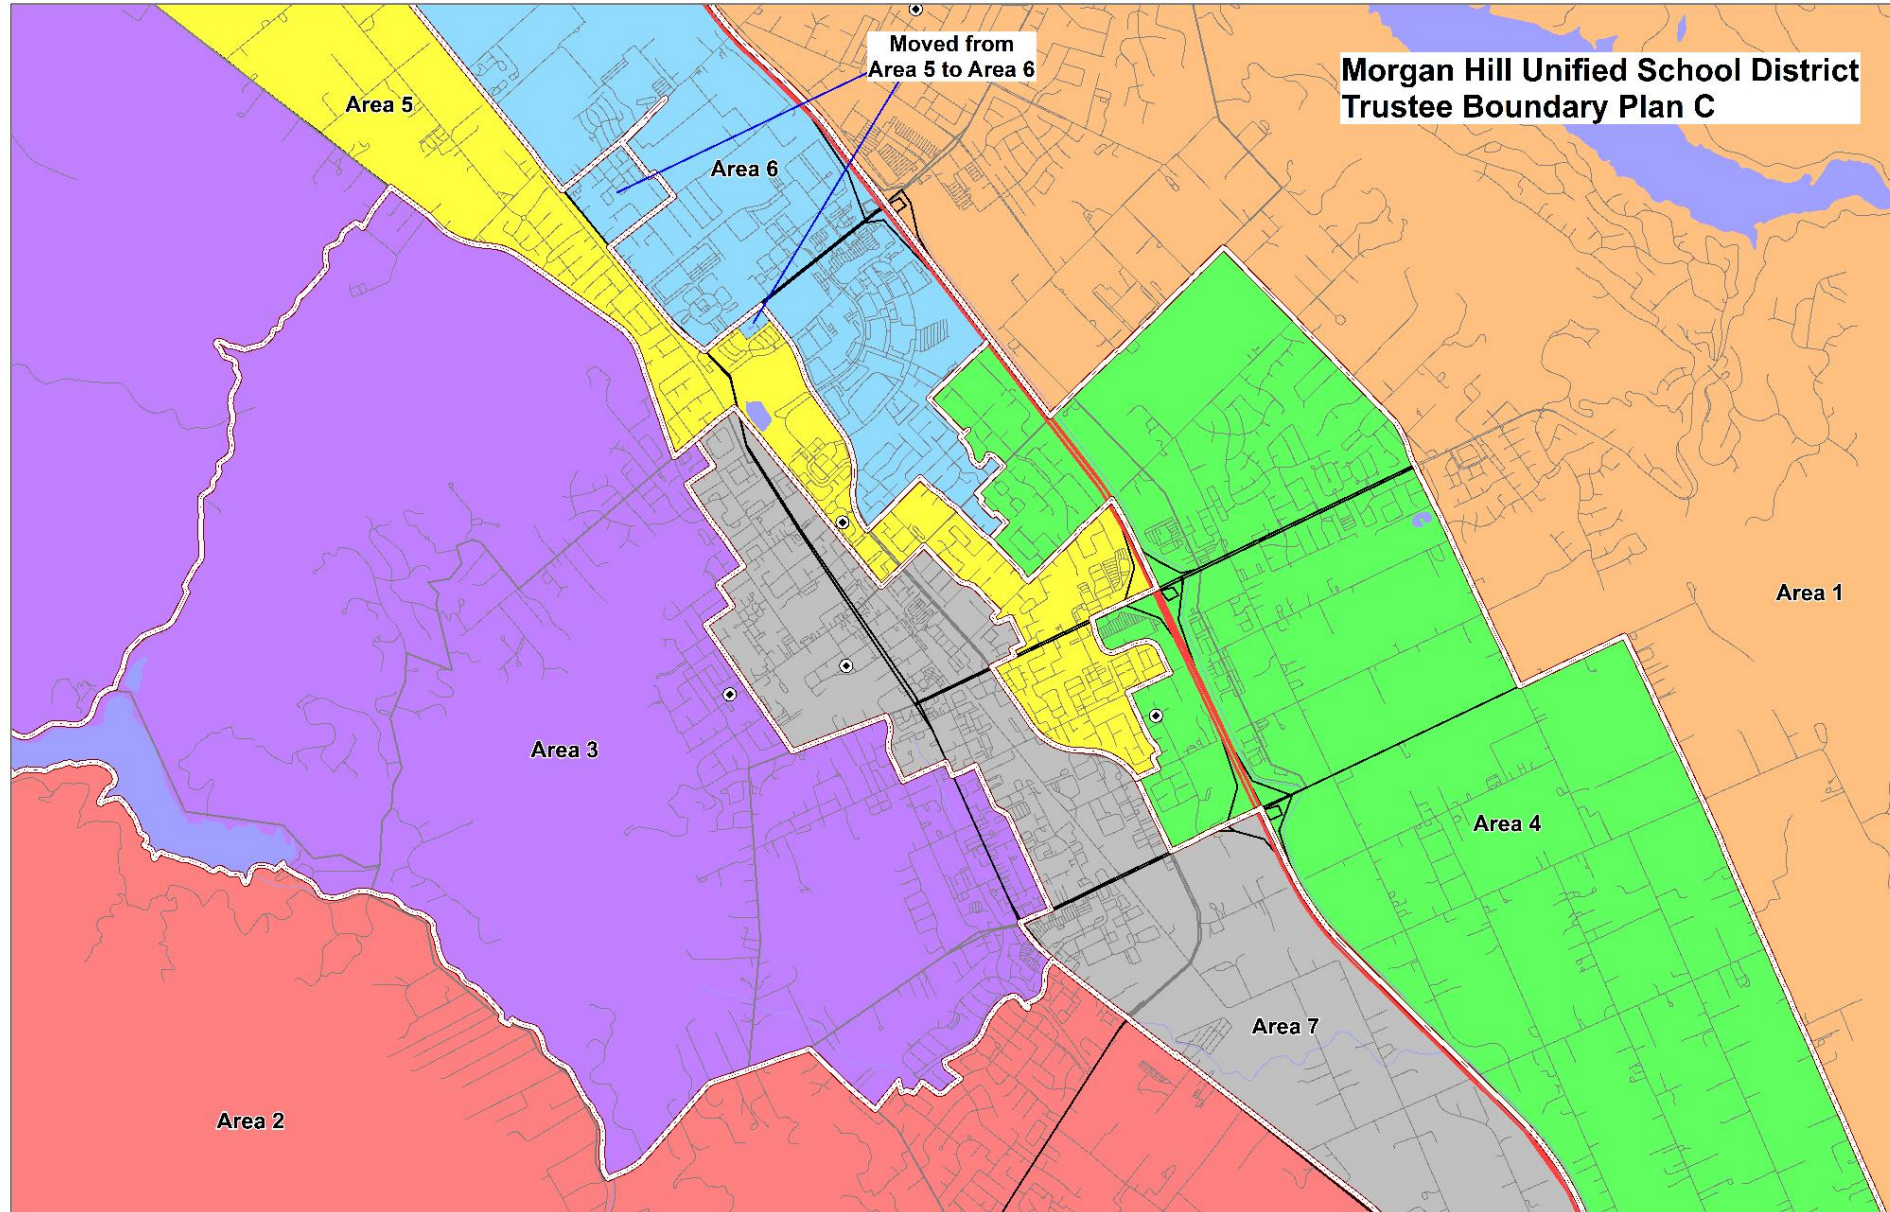 Moved from
Area 5 to Area 6
Morgan Hill Unified School District
Trustee Boundary Plan C
Area 5
Area 6
Area 1
Area 3
Area 4
Area 7
Area 2